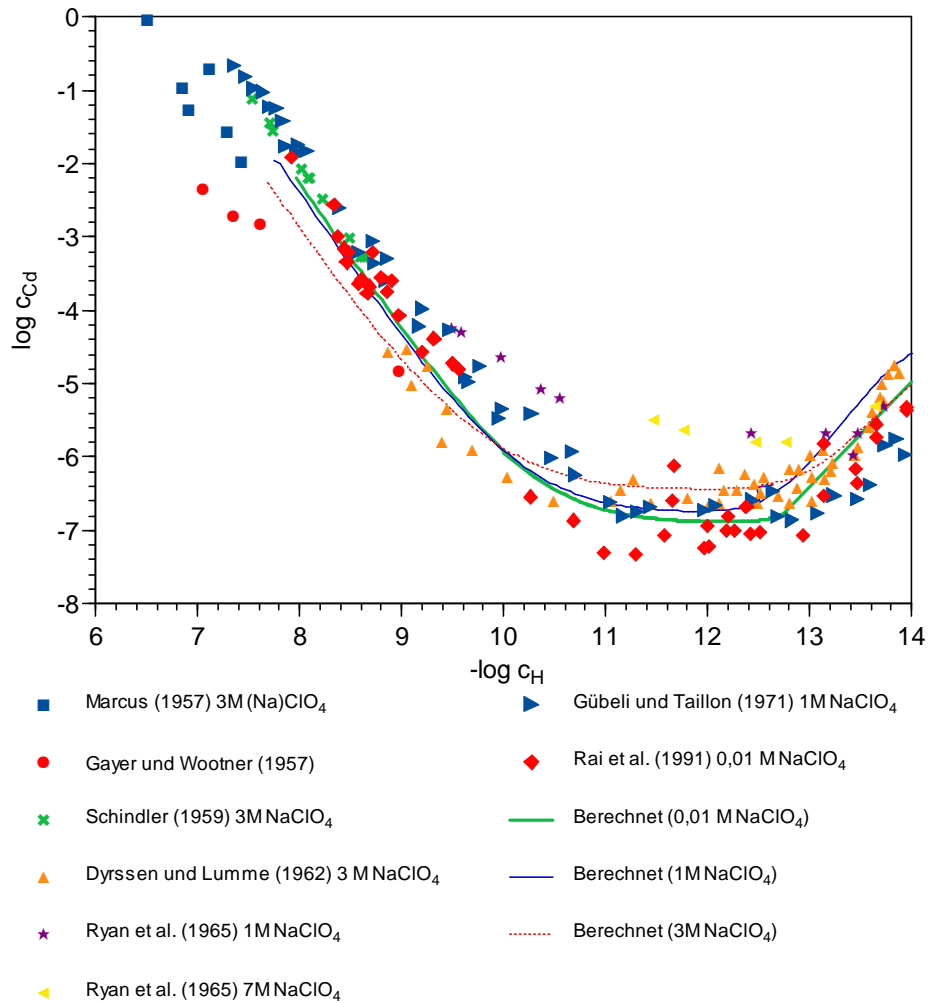 0
-1
-2
-3
-4
-5
-6
-7
-8
log c_Cd
6 7 8 9 10 11 12 13 14
-log c_H
Marcus (1957) 3M (Na)ClO₄
Gübeli und Taillon (1971) 1M NaClO₄
Gayer und Wootner (1957)
Rai et al. (1991) 0,01 M NaClO₄
Schindler (1959) 3M NaClO₄
Berechnet (0,01 M NaClO₄)
Dyrssen und Lumme (1962) 3 M NaClO₄
Berechnet (1M NaClO₄)
Ryan et al. (1965) 1M NaClO₄
Berechnet (3M NaClO₄)
Ryan et al. (1965) 7M NaClO₄